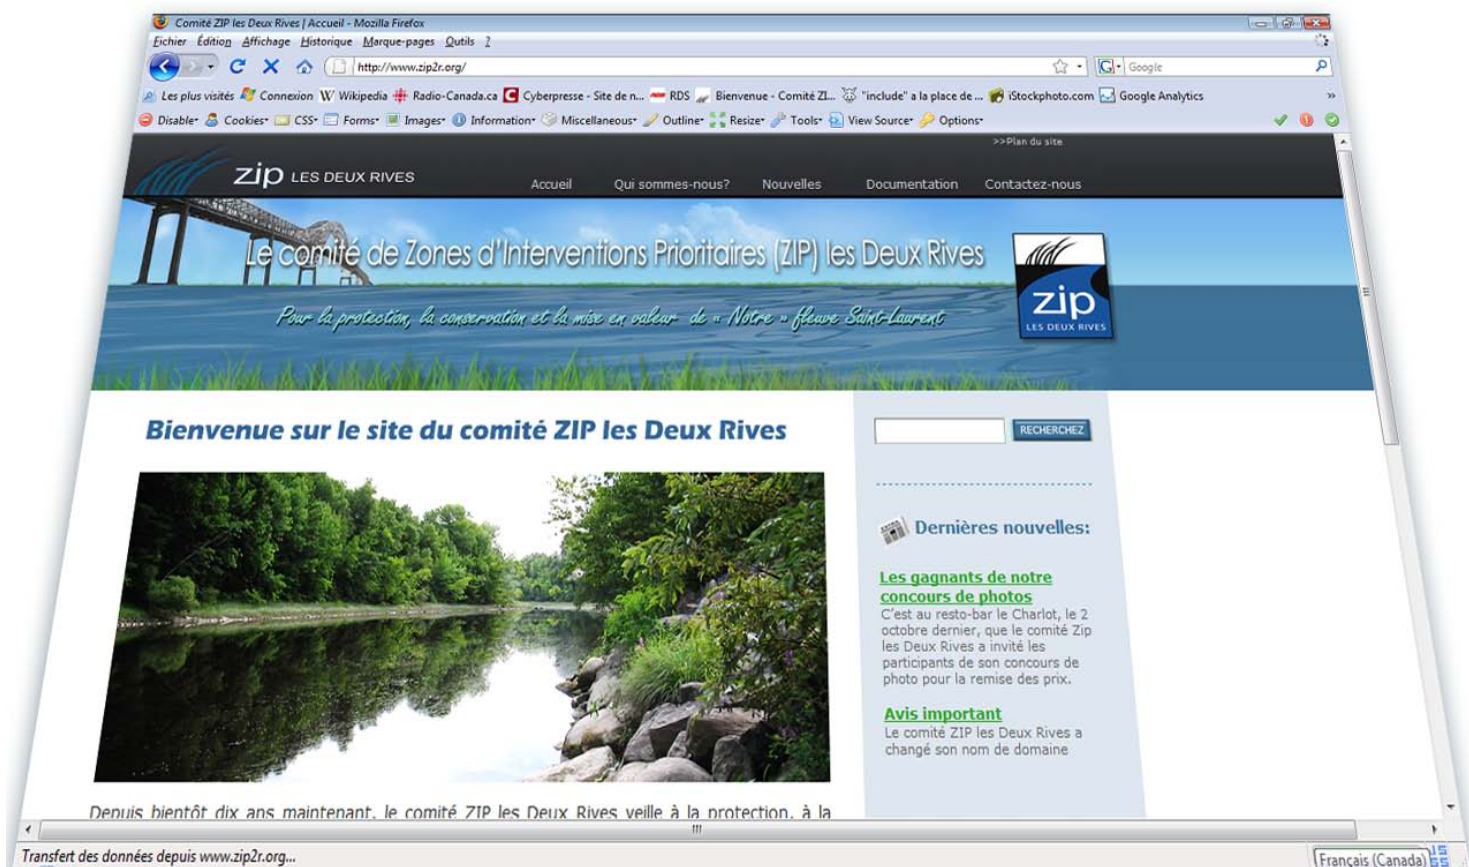 Comité ZIP les Deux Rives | Accueil - Mozilla Firefox
Fichier Édition Affichage Historique Marque-pages Outils ?
http://www.zip2r.org/
Google
Les plus visités Connexion Wikipedia Radio-Canada.ca Cyberpresse - Site de n... RDS Bienvenue - Comité ZI... "include" a la place de ... iStockphoto.com Google Analytics »
Disable Cookies CSS Forms Images Information Miscellaneous Outline Resize Tools View Source Options
>>Plan du site
zip LES DEUX RIVES
Accueil Qui sommes-nous? Nouvelles Documentation Contactez-nous
Le comité de Zones d'Interventions Prioritaires (ZIP) les Deux Rives
Pour la protection, la conservation et la mise en valeur de « Nôtre » fleuve Saint-Laurent
zip
LES DEUX RIVES
Bienvenue sur le site du comité ZIP les Deux Rives
RECHERCHEZ
Dernières nouvelles:
Les gagnants de notre
concours de photos
C'est au resto-bar le Charlot, le 2
octobre dernier, que le comité Zip
les Deux Rives a invité les
participants de son concours de
photo pour la remise des prix.
Avis important
Le comité ZIP les Deux Rives a
changé son nom de domaine
Depuis bientôt dix ans maintenant, le comité ZIP les Deux Rives veille à la protection, à la
Transfert des données depuis www.zip2r.org...
Français (Canada)